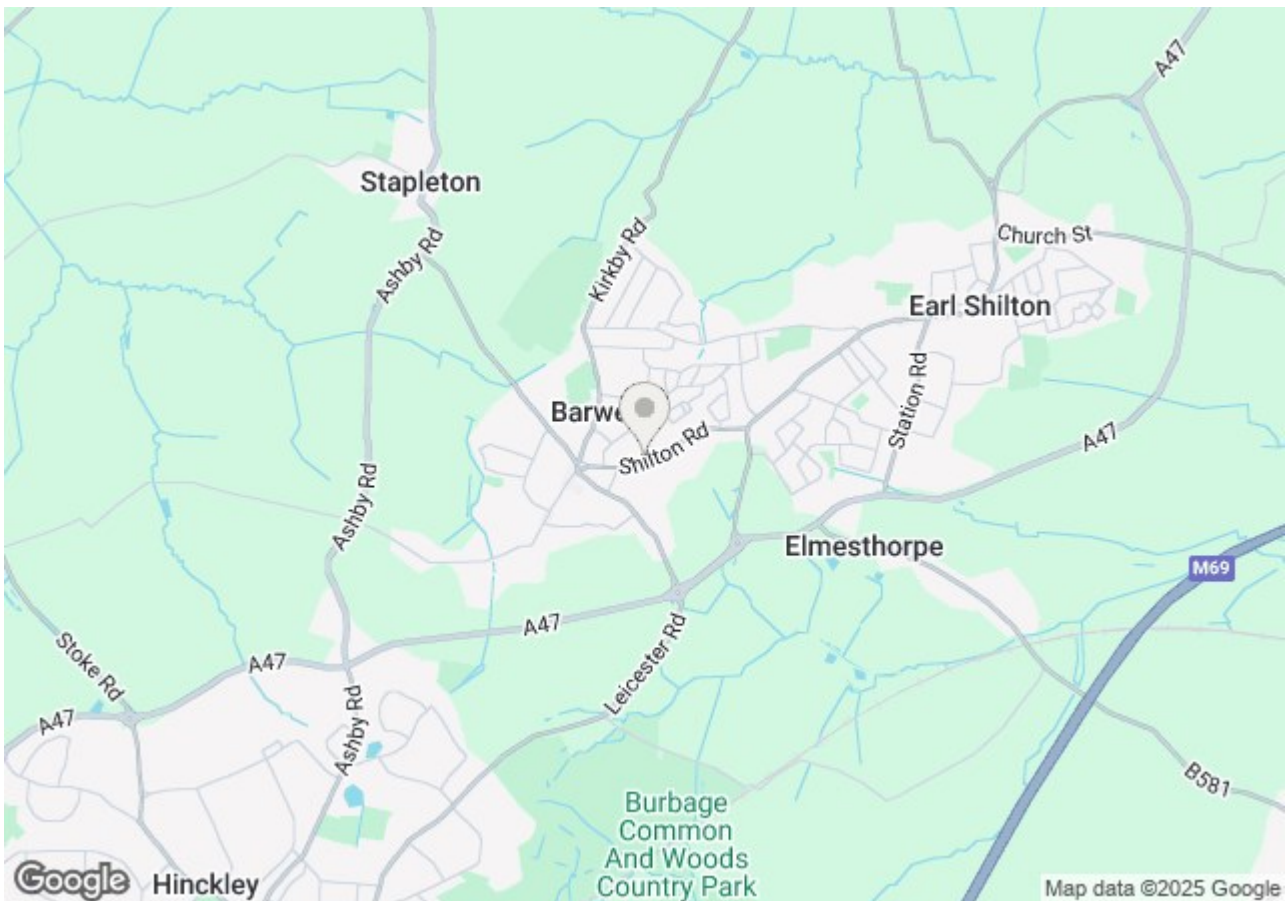 A47
Stapleton
Ashby Rd
Kirkby Rd
Church St
Earl Shilton
Station Rd
Shilton Rd
A47
Ashby Rd
Elmesthorpe
M69
A47
Leicester Rd
Stoke Rd
A47
A47
Ashby Rd
B581
Burbage
Common
And Woods
Country Park
Google
Hinckley
Map data ©2025 Google